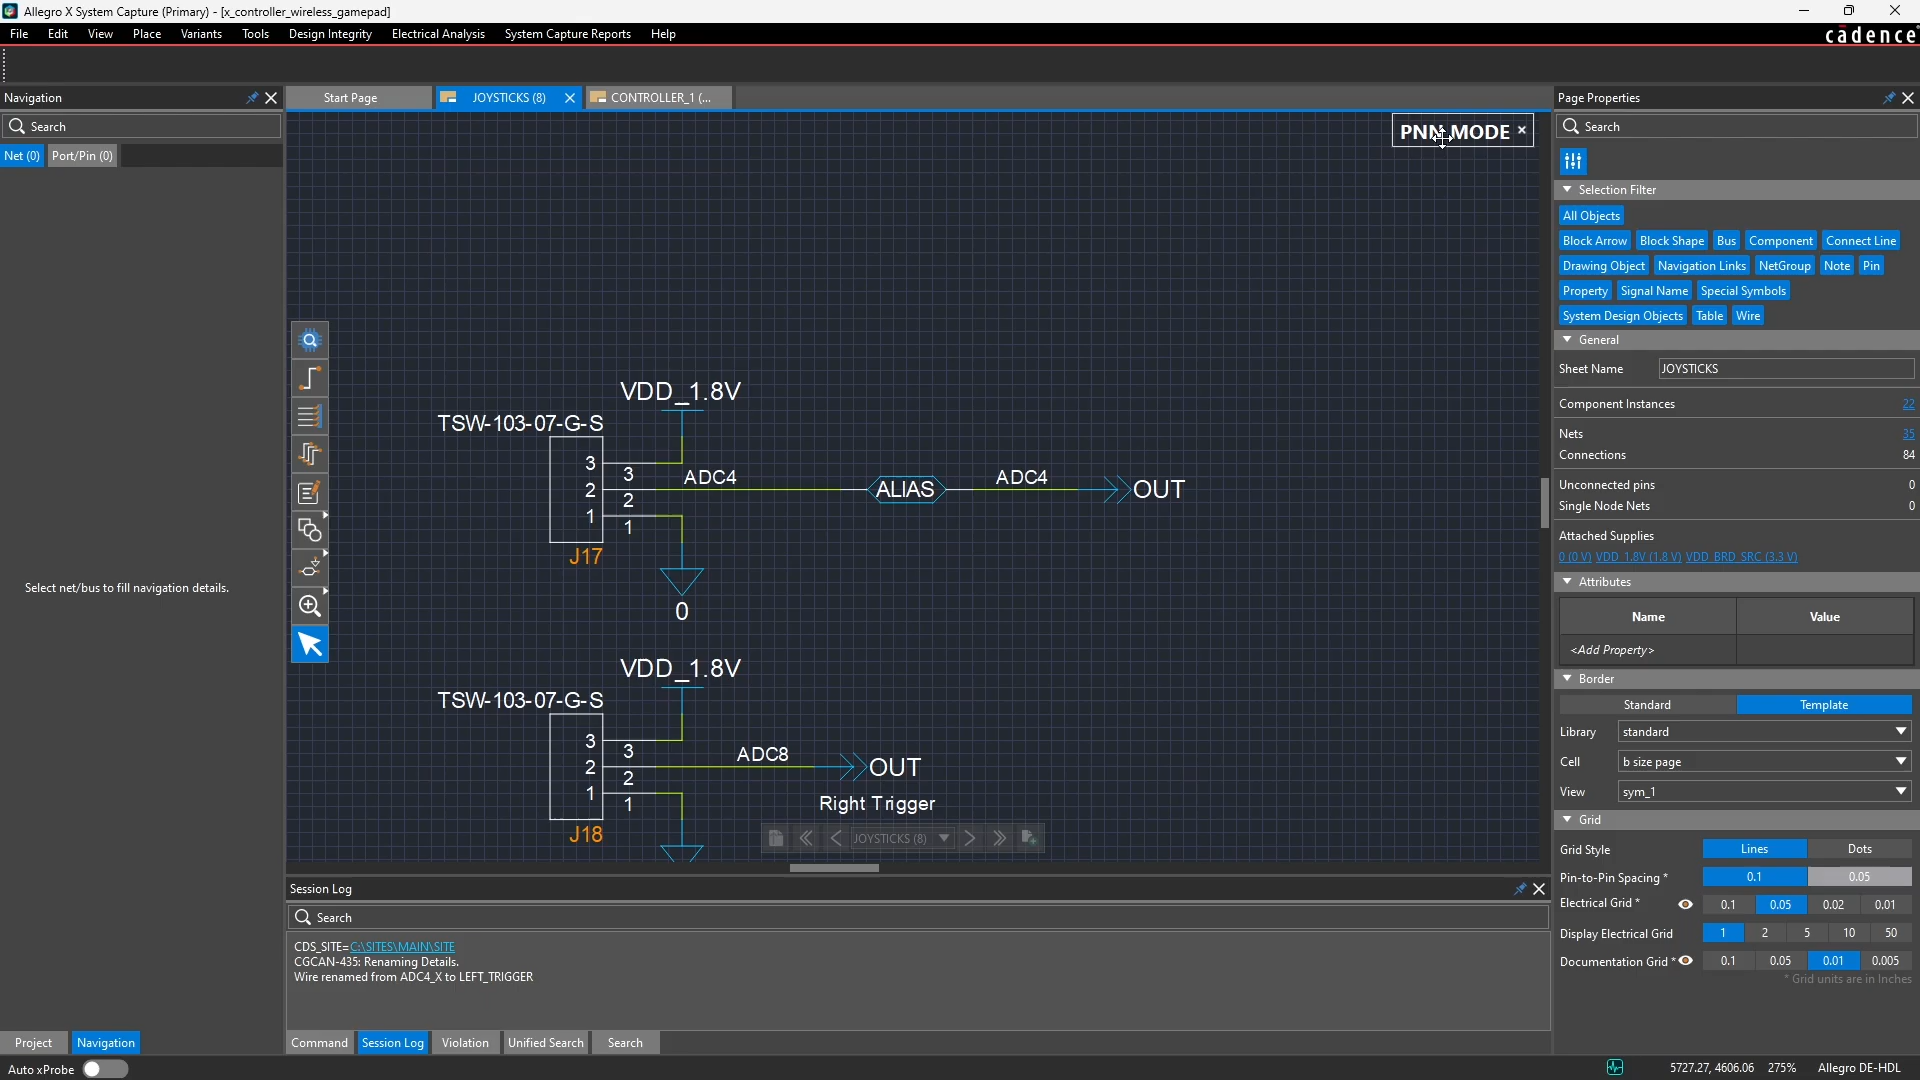 Allegro X System Capture (Primary) - [x_controller_wireless_gamepad]
File Edit View Place Variants Tools Design Integrity Electrical Analysis System Capture Reports Help
cadence
Navigation
Search
Net (0) Port/Pin (0)
Select net/bus to fill navigation details.
Project Navigation
Auto xProbe
Start Page JOYSTICKS (8) CONTROLLER_1 (...
PNN MODE
VDD_1.8V
TSW-103-07-G-S
3 3
2 2
1 1
ADC4
ALIAS
ADC4
OUT
J17
0
VDD_1.8V
TSW-103-07-G-S
3 3
2 2
1 1
ADC8
OUT
Right Trigger
J18
JOYSTICKS (8)
Session Log
Search
CDS_SITE=C:\SITES\MAIN\SITE
CGCAN-435: Renaming Details.
Wire renamed from ADC4_X to LEFT_TRIGGER
Command Session Log Violation Unified Search Search
Page Properties
Search
Selection Filter
All Objects
Block Arrow Block Shape Bus Component Connect Line
Drawing Object Navigation Links NetGroup Note Pin
Property Signal Name Special Symbols
System Design Objects Table Wire
General
Sheet Name JOYSTICKS
Component Instances 22
Nets 35
Connections 84
Unconnected pins 0
Single Node Nets 0
Attached Supplies
0 (0 V) VDD_1.8V (1.8 V) VDD_BRD_SRC (3.3 V)
Attributes
Name Value
<Add Property>
Border
Standard Template
Library standard
Cell b size page
View sym_1
Grid
Grid Style Lines Dots
Pin-to-Pin Spacing * 0.1 0.05
Electrical Grid * 0.1 0.05 0.02 0.01
Display Electrical Grid 1 2 5 10 50
Documentation Grid * 0.1 0.05 0.01 0.005
* Grid units are in Inches
5727.27, 4606.06 275% Allegro DE-HDL